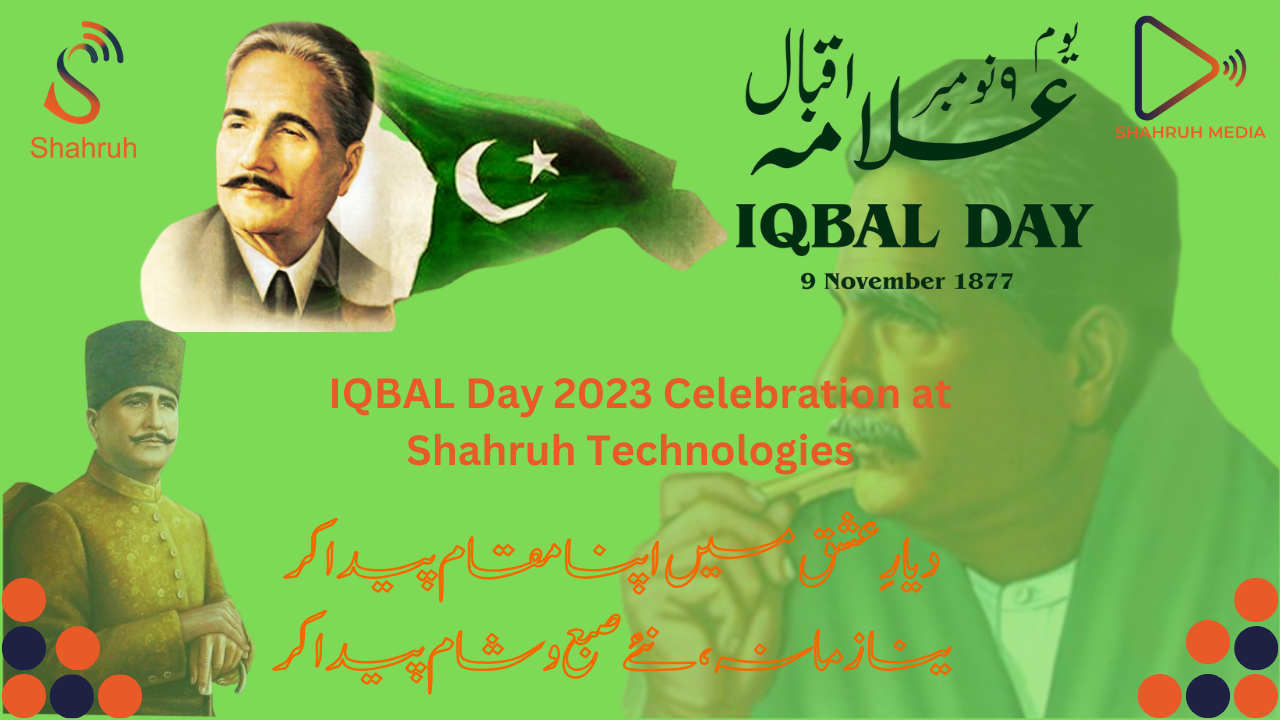 Shahruh
یوم
۹ نومبر
علامہ اقبال
IQBAL DAY
9 November 1877
SHAHRUH MEDIA
IQBAL Day 2023 Celebration at
Shahruh Technologies
دیارِ عشق میں اپنا مقام پیدا کر
ینا زمانہ، نئے صبح و شام پیدا کر